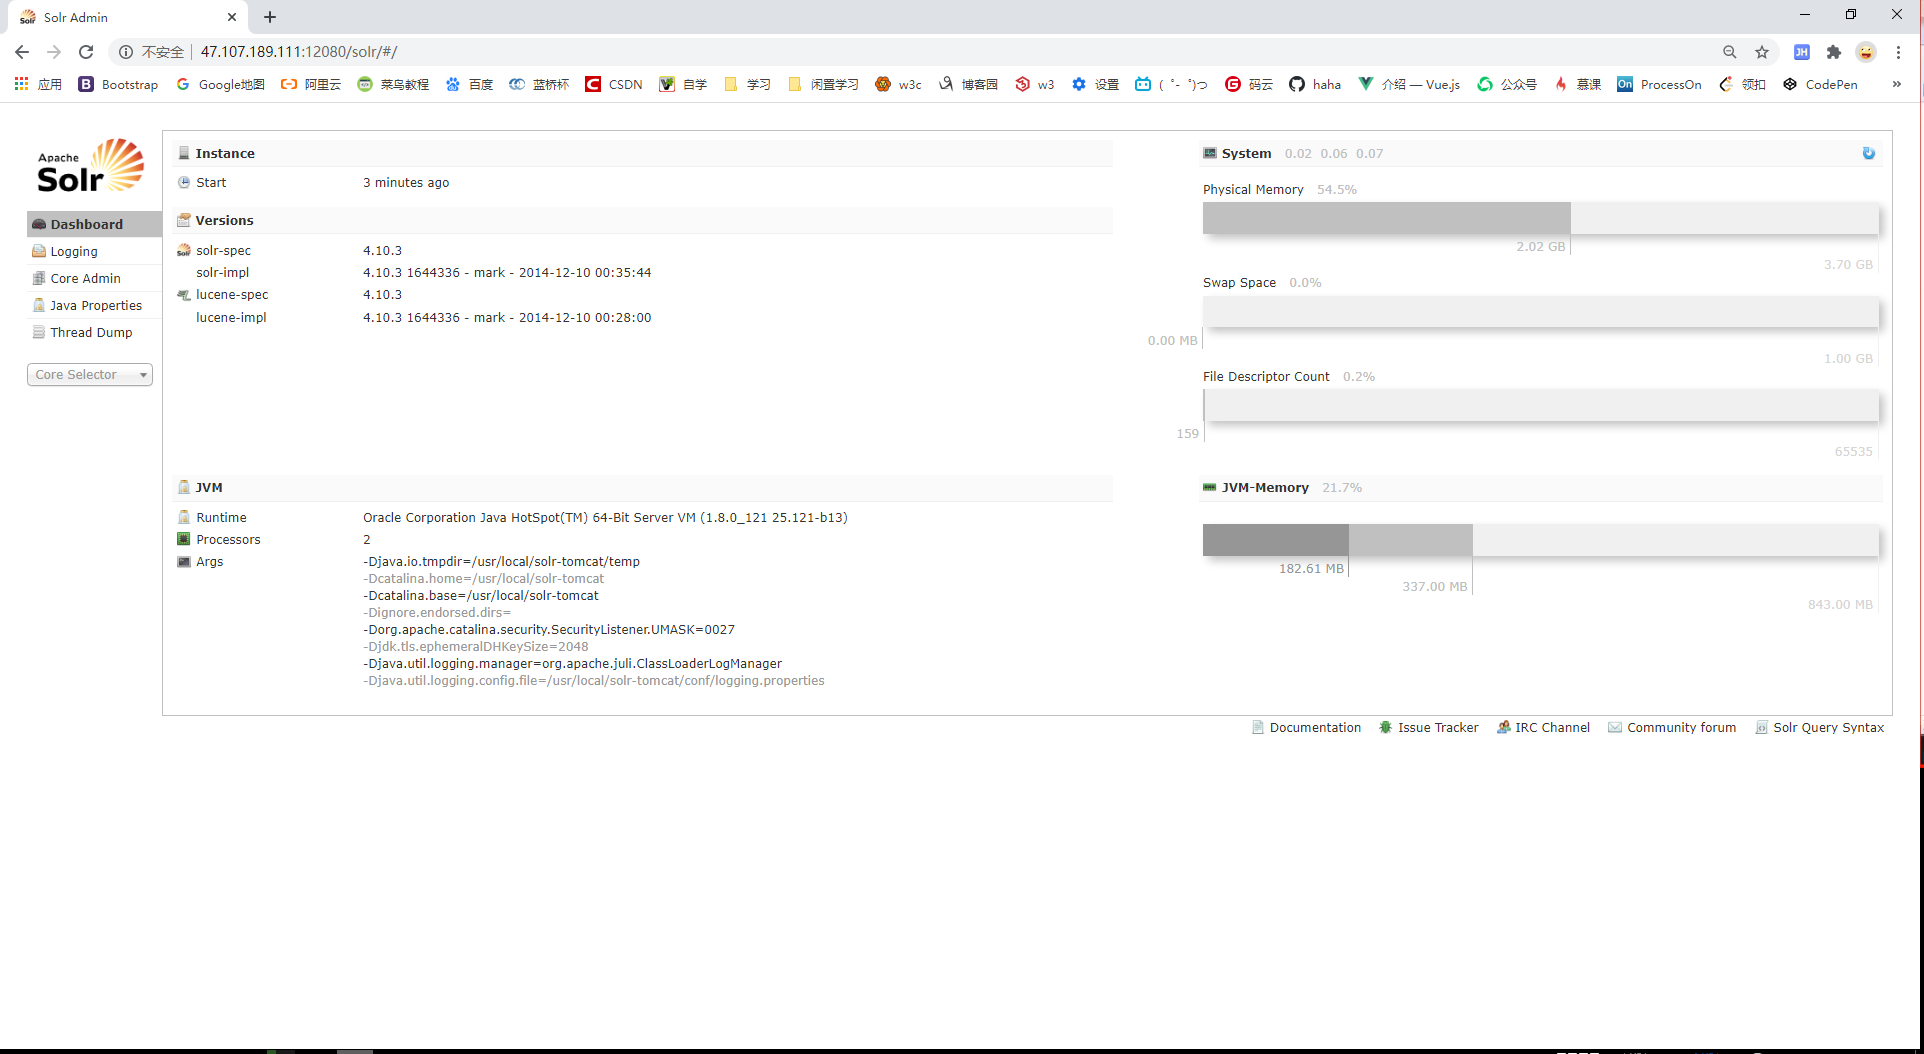 Solr Admin
不安全 47.107.189.111:12080/solr/#/
应用 Bootstrap Google地图 阿里云 菜鸟教程 百度 蓝桥杯 CSDN 自学 学习 闲置学习 w3c 博客园 w3 设置 ( ゜- ゜)つ 码云 haha 介绍 — Vue.js 公众号 慕课 ProcessOn 领扣 CodePen »
Apache
Solr
Dashboard
Logging
Core Admin
Java Properties
Thread Dump
Core Selector
Instance
Start 3 minutes ago
Versions
solr-spec 4.10.3
solr-impl 4.10.3 1644336 - mark - 2014-12-10 00:35:44
lucene-spec 4.10.3
lucene-impl 4.10.3 1644336 - mark - 2014-12-10 00:28:00
System 0.02 0.06 0.07
Physical Memory 54.5%
2.02 GB
3.70 GB
Swap Space 0.0%
0.00 MB
1.00 GB
File Descriptor Count 0.2%
159
65535
JVM
Runtime Oracle Corporation Java HotSpot(TM) 64-Bit Server VM (1.8.0_121 25.121-b13)
Processors 2
Args -Djava.io.tmpdir=/usr/local/solr-tomcat/temp
-Dcatalina.home=/usr/local/solr-tomcat
-Dcatalina.base=/usr/local/solr-tomcat
-Dignore.endorsed.dirs=
-Dorg.apache.catalina.security.SecurityListener.UMASK=0027
-Djdk.tls.ephemeralDHKeySize=2048
-Djava.util.logging.manager=org.apache.juli.ClassLoaderLogManager
-Djava.util.logging.config.file=/usr/local/solr-tomcat/conf/logging.properties
JVM-Memory 21.7%
182.61 MB
337.00 MB
843.00 MB
Documentation Issue Tracker IRC Channel Community forum Solr Query Syntax